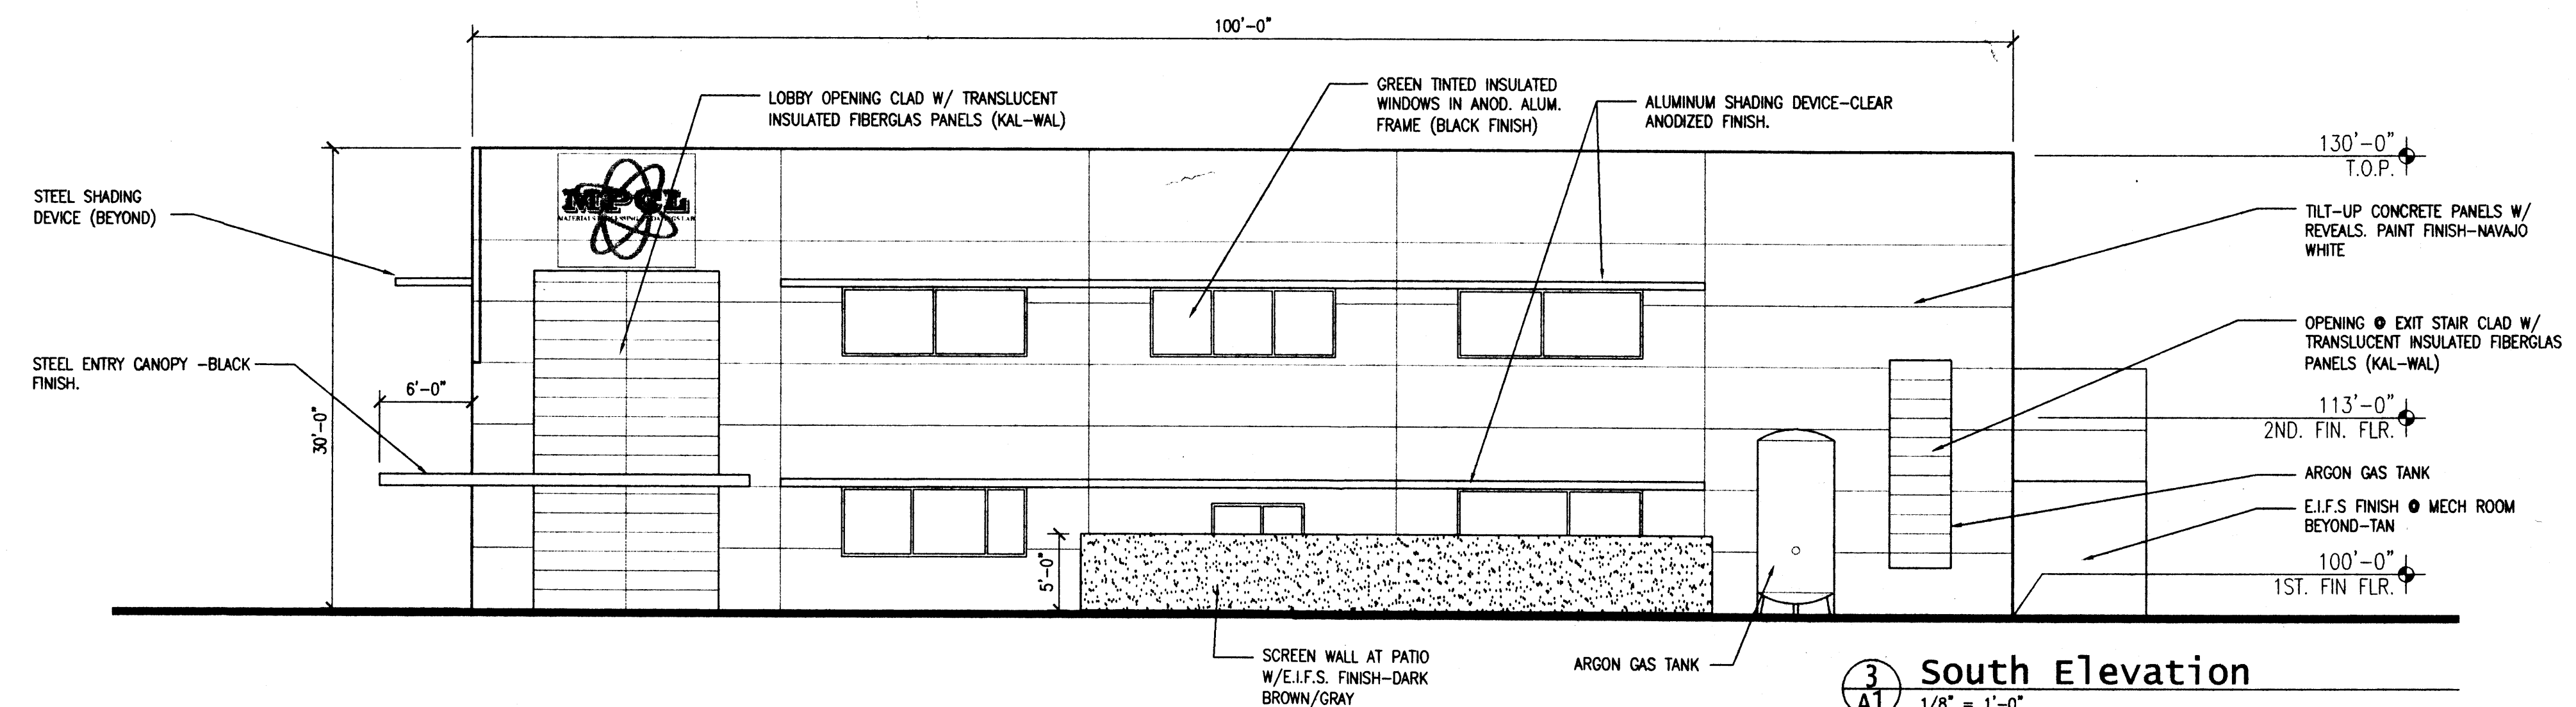 100'-0"
LOBBY OPENING CLAD W/ TRANSLUCENT
INSULATED FIBERGLAS PANELS (KAL-WAL)
GREEN TINTED INSULATED
WINDOWS IN ANOD. ALUM.
FRAME (BLACK FINISH)
ALUMINUM SHADING DEVICE-CLEAR
ANODIZED FINISH.
130'-0"
T.O.P.
STEEL SHADING
DEVICE (BEYOND)
MPCL
TILT-UP CONCRETE PANELS W/
REVEALS. PAINT FINISH-NAVAJO
WHITE
OPENING @ EXIT STAIR CLAD W/
TRANSLUCENT INSULATED FIBERGLAS
PANELS (KAL-WAL)
STEEL ENTRY CANOPY -BLACK
FINISH.
6'-0"
30'-0"
113'-0"
2ND. FIN. FLR.
ARGON GAS TANK
E.I.F.S FINISH @ MECH ROOM
BEYOND-TAN
5'-0"
100'-0"
1ST. FIN FLR.
SCREEN WALL AT PATIO
W/E.I.F.S. FINISH-DARK
BROWN/GRAY
ARGON GAS TANK
3
A1
South Elevation
1/8" = 1'-0"